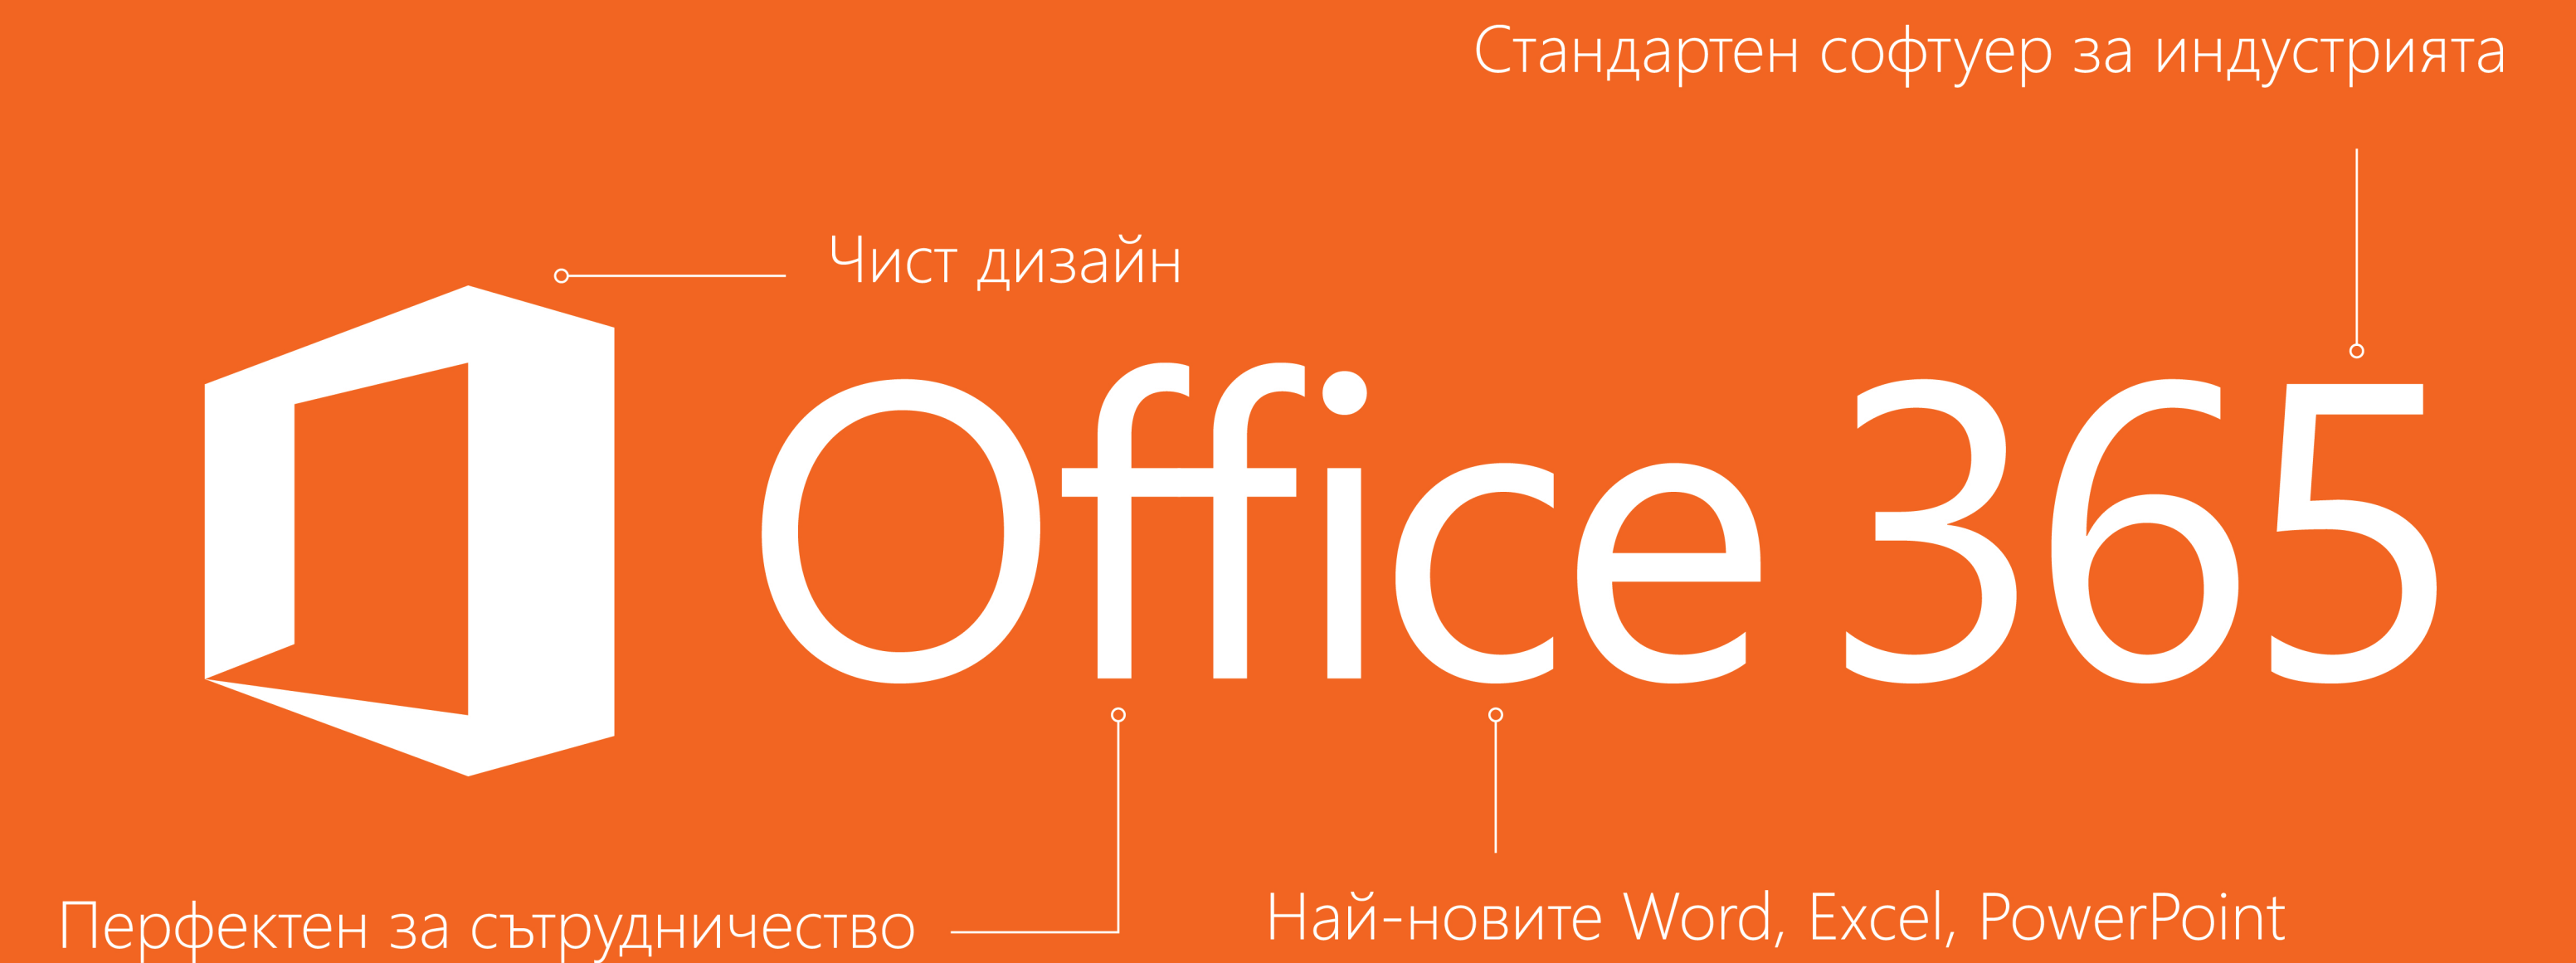 Стандартен софтуер за индустрията
Чист дизайн
Office 365
Перфектен за сътрудничество
Най-новите Word, Excel, PowerPoint